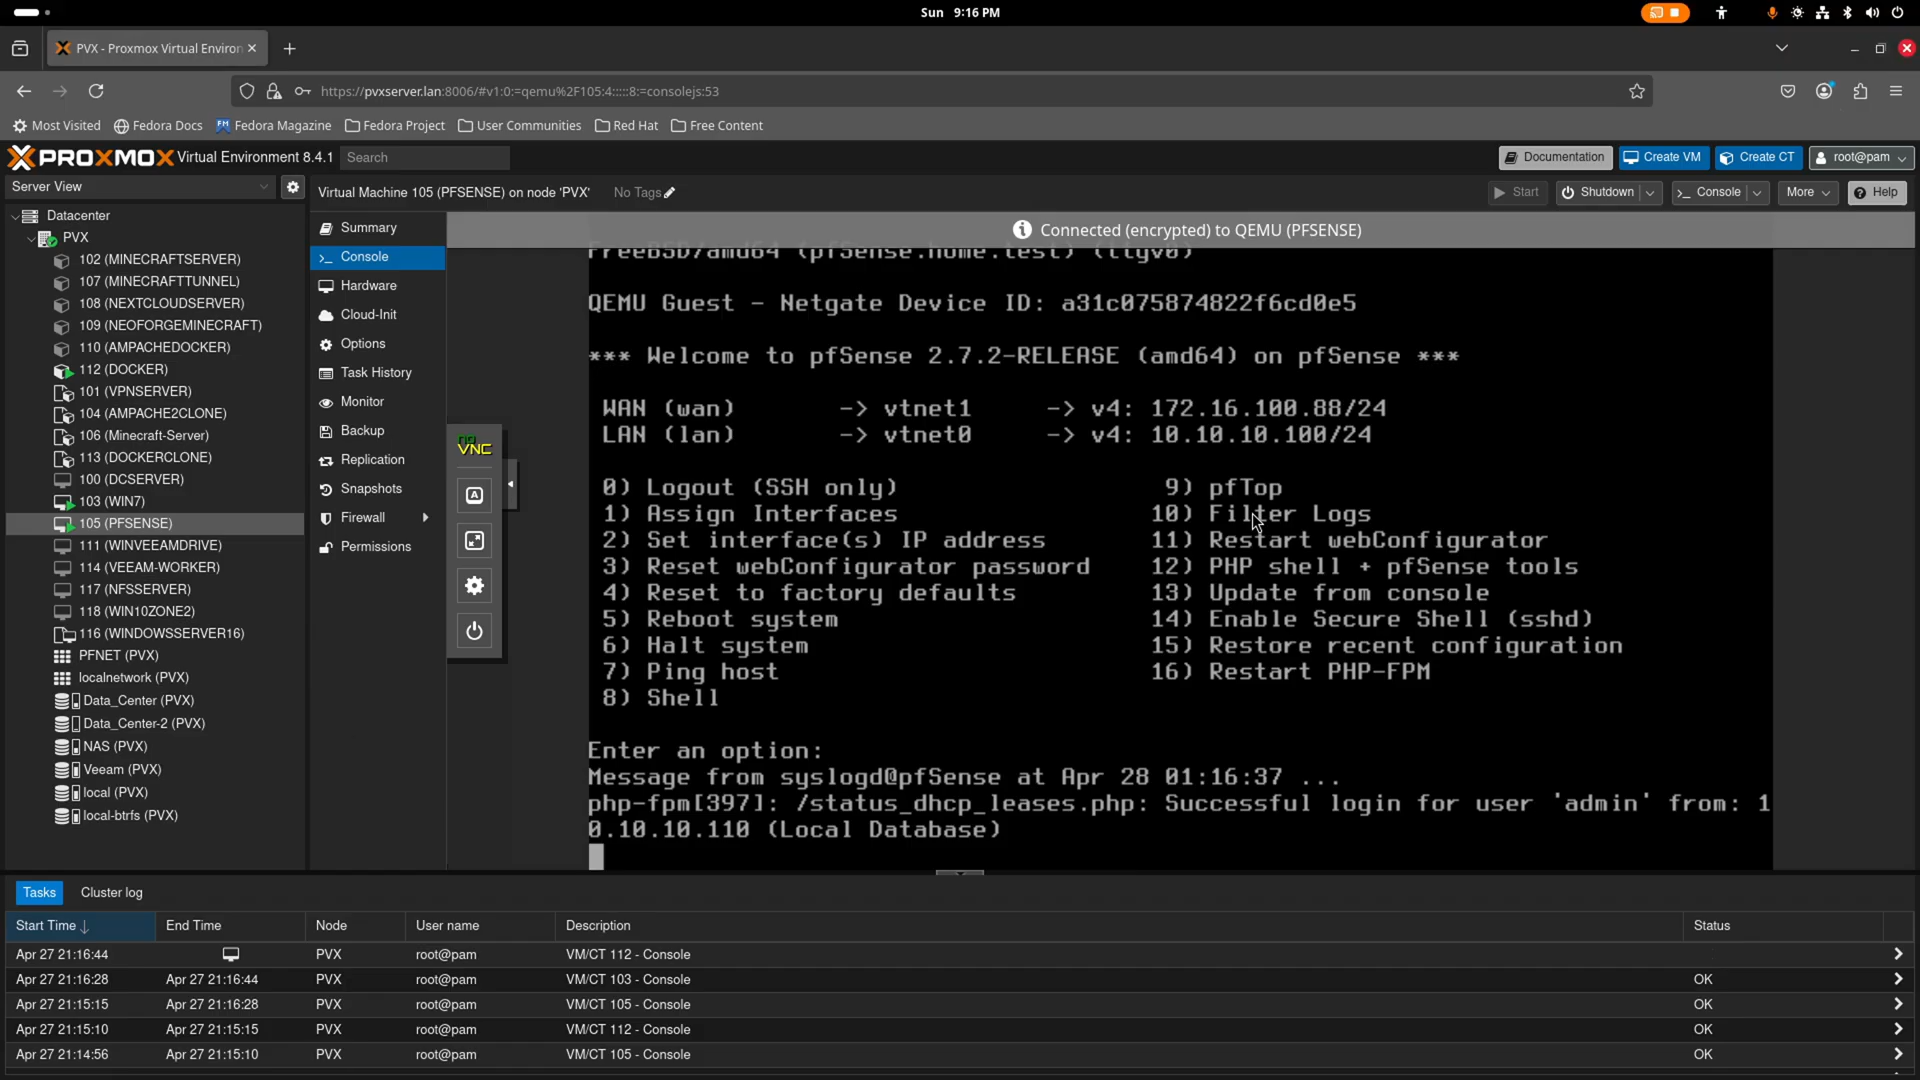 Sun 9:16 PM
PVX - Proxmox Virtual Environ
https://pvxserver.lan:8006/#v1:0:=qemu%2F105:4:::::8:=consolejs:53
Most Visited Fedora Docs Fedora Magazine Fedora Project User Communities Red Hat Free Content
PROXMOX Virtual Environment 8.4.1 Search Documentation Create VM Create CT root@pam
Server View
Virtual Machine 105 (PFSENSE) on node 'PVX' No Tags Start Shutdown Console More Help
Datacenter
PVX
102 (MINECRAFTSERVER)
107 (MINECRAFTTUNNEL)
108 (NEXTCLOUDSERVER)
109 (NEOFORGEMINECRAFT)
110 (AMPACHEDOCKER)
112 (DOCKER)
101 (VPNSERVER)
104 (AMPACHE2CLONE)
106 (Minecraft-Server)
113 (DOCKERCLONE)
100 (DCSERVER)
103 (WIN7)
105 (PFSENSE)
111 (WINVEEAMDRIVE)
114 (VEEAM-WORKER)
117 (NFSSERVER)
118 (WIN10ZONE2)
116 (WINDOWSSERVER16)
PFNET (PVX)
localnetwork (PVX)
Data_Center (PVX)
Data_Center-2 (PVX)
NAS (PVX)
Veeam (PVX)
local (PVX)
local-btrfs (PVX)
Summary
Console
Hardware
Cloud-Init
Options
Task History
Monitor
Backup
Replication
Snapshots
Firewall
Permissions
no
VNC
A
Connected (encrypted) to QEMU (PFSENSE)
FreeBSD/amd64 (pfSense.home.test) (ttyv0)
QEMU Guest - Netgate Device ID: a31c075874822f6cd0e5
*** Welcome to pfSense 2.7.2-RELEASE (amd64) on pfSense ***
WAN (wan) -> vtnet1 -> v4: 172.16.100.88/24
LAN (lan) -> vtnet0 -> v4: 10.10.10.100/24
0) Logout (SSH only) 9) pfTop
1) Assign Interfaces 10) Filter Logs
2) Set interface(s) IP address 11) Restart webConfigurator
3) Reset webConfigurator password 12) PHP shell + pfSense tools
4) Reset to factory defaults 13) Update from console
5) Reboot system 14) Enable Secure Shell (sshd)
6) Halt system 15) Restore recent configuration
7) Ping host 16) Restart PHP-FPM
8) Shell
Enter an option:
Message from syslogd@pfSense at Apr 28 01:16:37 ...
php-fpm[397]: /status_dhcp_leases.php: Successful login for user 'admin' from: 1
0.10.10.110 (Local Database)
Tasks Cluster log
Start Time End Time Node User name Description Status
Apr 27 21:16:44 PVX root@pam VM/CT 112 - Console
Apr 27 21:16:28 Apr 27 21:16:44 PVX root@pam VM/CT 103 - Console OK
Apr 27 21:15:15 Apr 27 21:16:28 PVX root@pam VM/CT 105 - Console OK
Apr 27 21:15:10 Apr 27 21:15:15 PVX root@pam VM/CT 112 - Console OK
Apr 27 21:14:56 Apr 27 21:15:10 PVX root@pam VM/CT 105 - Console OK